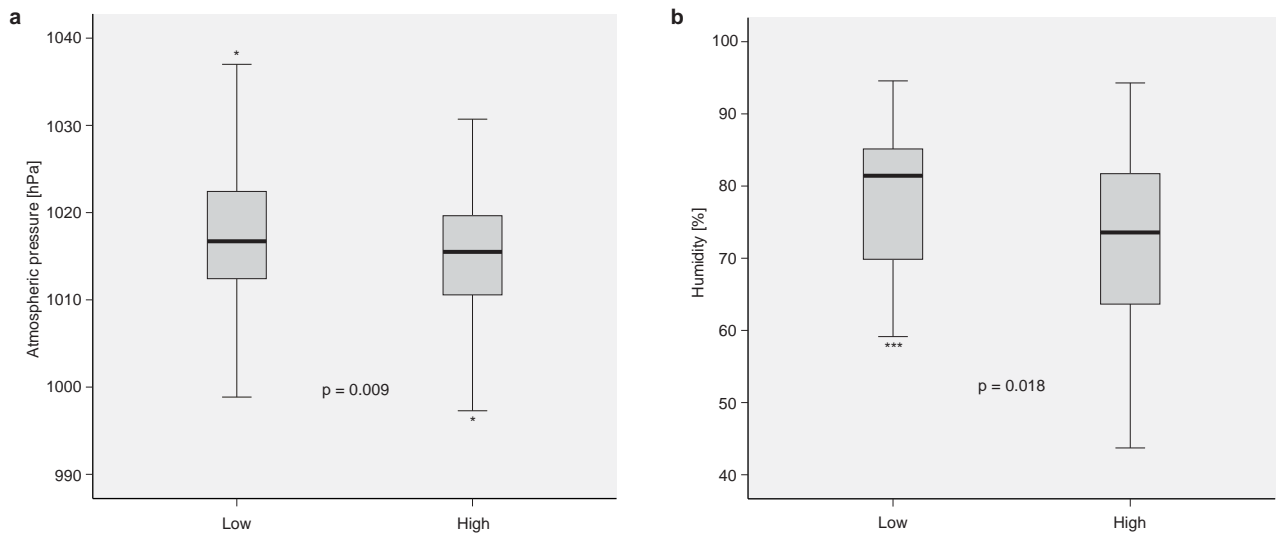 a
1040
1030
1020
1010
1000
990
Atmospheric pressure [hPa]
*
*
p = 0.009
Low
High
b
100
90
80
70
60
50
40
Humidity [%]
***
p = 0.018
Low
High